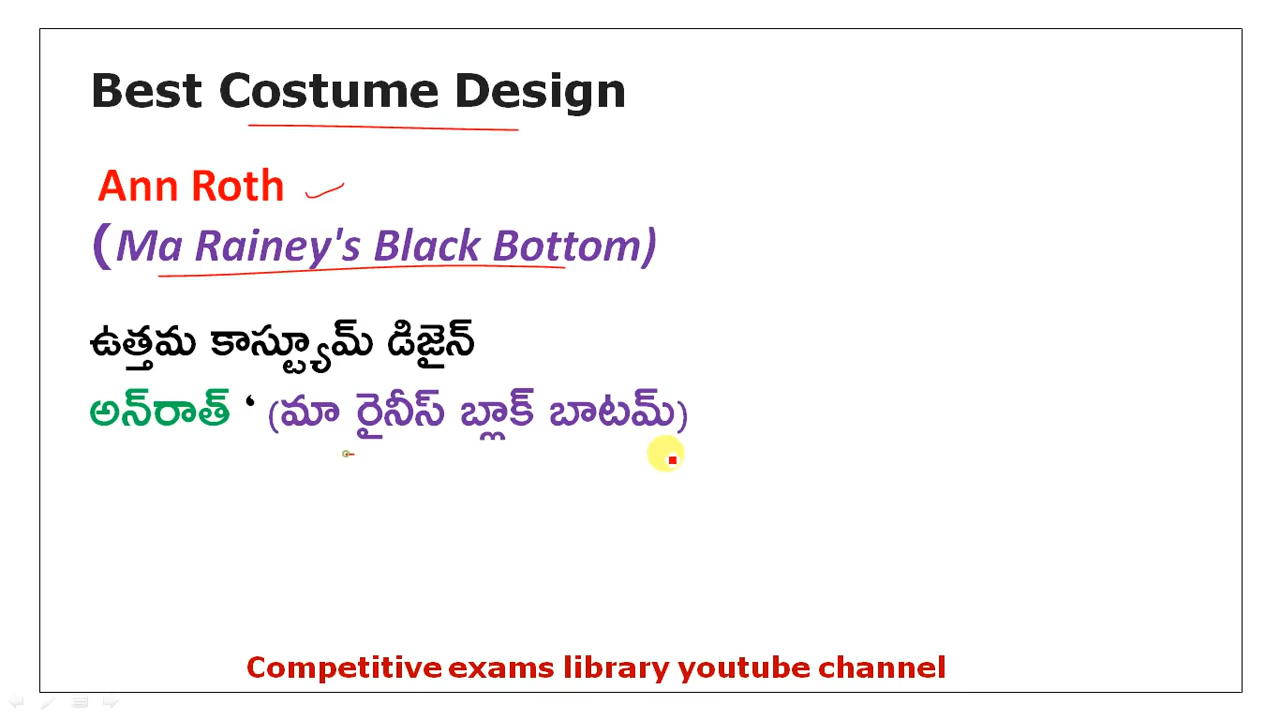 Best Costume Design
Ann Roth
(Ma Rainey's Black Bottom)
ఉత్తమ కాస్ట్యూమ్ డిజైన్
అన్‌రాత్ ‘ (మా రైనీస్ బ్లాక్ బాటమ్)
Competitive exams library youtube channel